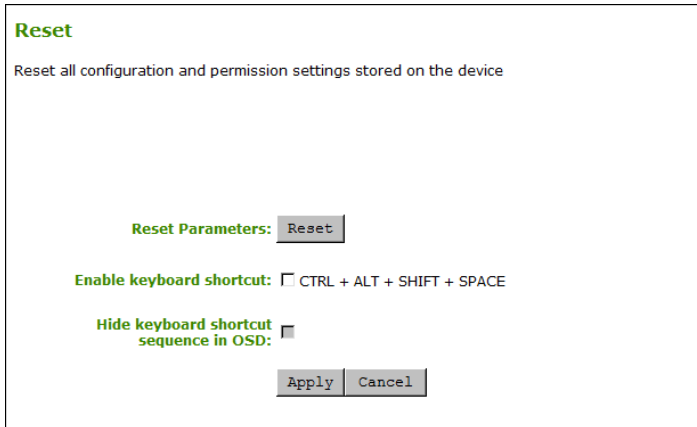 Reset
Reset all configuration and permission settings stored on the device
Reset Parameters: Reset
Enable keyboard shortcut: CTRL + ALT + SHIFT + SPACE
Hide keyboard shortcut
sequence in OSD:
Apply Cancel